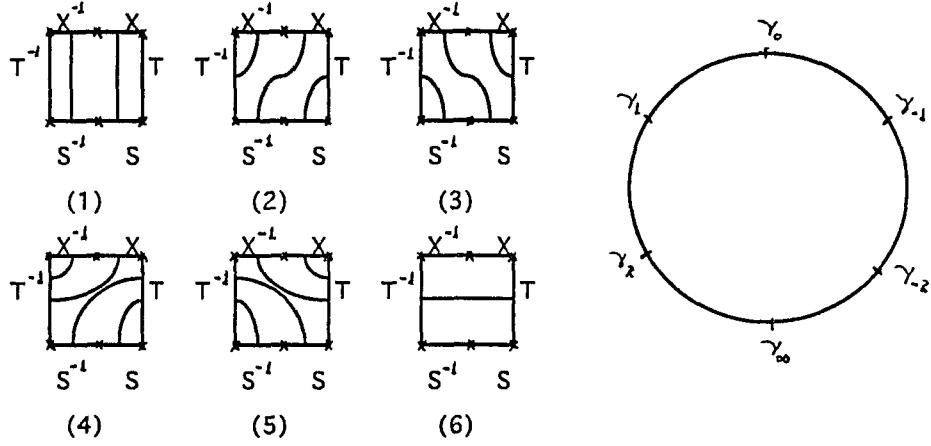 X⁻¹ X X⁻¹ X X⁻¹ X
T⁻¹ T T⁻¹ T T⁻¹ T
S⁻¹ S S⁻¹ S S⁻¹ S
(1) (2) (3)
X⁻¹ X X⁻¹ X X⁻¹ X
T⁻¹ T T⁻¹ T T⁻¹ T
S⁻¹ S S⁻¹ S S⁻¹ S
(4) (5) (6)
γ₀
γ₁ γ₋₁
γ₂ γ₋₂
γ∞